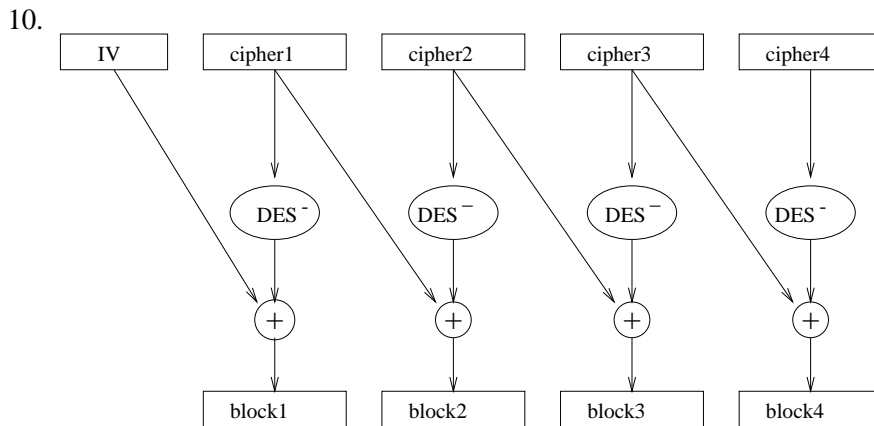 10.
IV cipher1 cipher2 cipher3 cipher4
DES - DES – DES – DES -
+ + + +
block1 block2 block3 block4